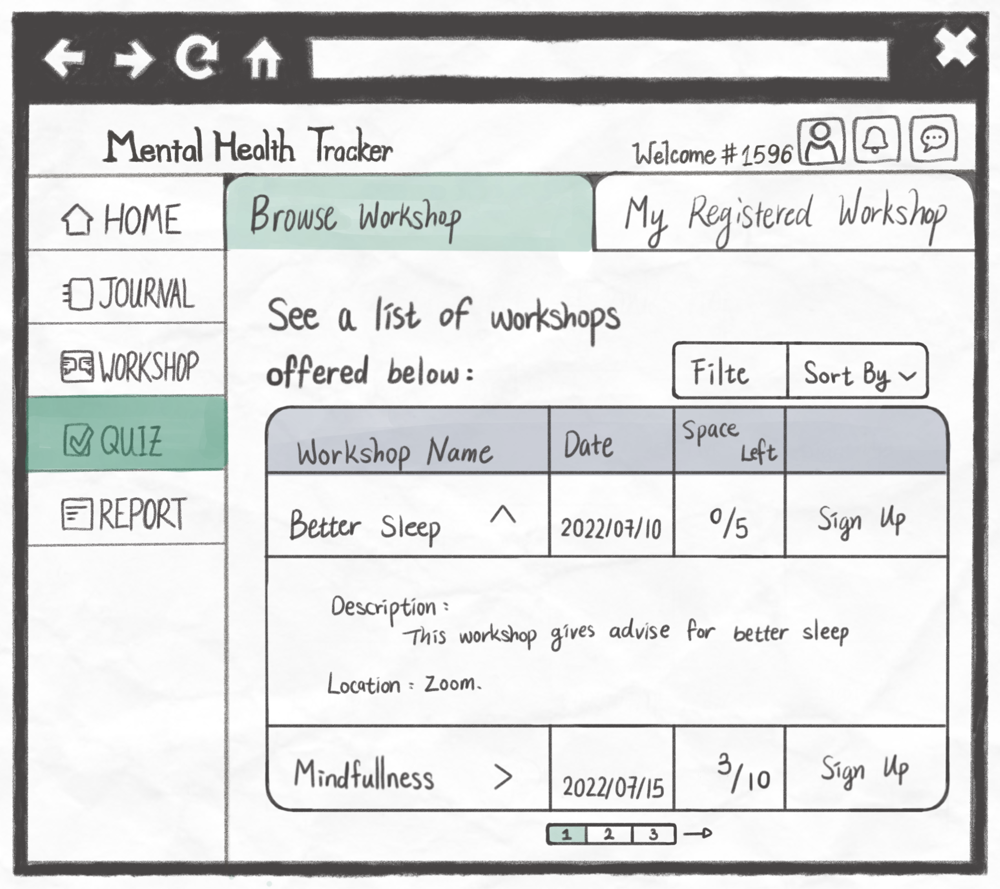 Mental Health Tracker
Welcome #1596
HOME
JOURNAL
WORKSHOP
QUIZ
REPORT
Browse Workshop
My Registered Workshop
See a list of workshops
offered below:
Filte
Sort By
Workshop Name
Date
Space
Left
Better Sleep
2022/07/10
0/5
Sign Up
Description:
This workshop gives advise for better sleep
Location: Zoom.
Mindfullness
2022/07/15
3/10
Sign Up
1 2 3